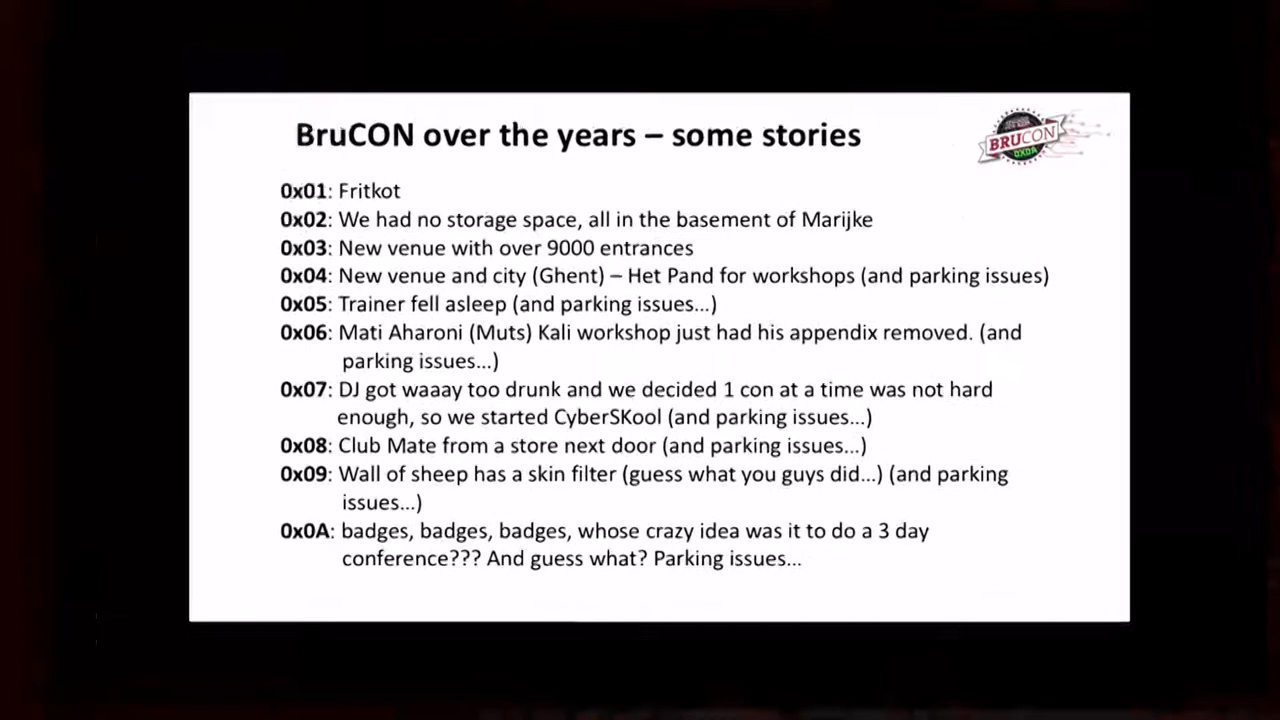 BruCON over the years – some stories
BRUCON
0X0A
0x01: Fritkot
0x02: We had no storage space, all in the basement of Marijke
0x03: New venue with over 9000 entrances
0x04: New venue and city (Ghent) – Het Pand for workshops (and parking issues)
0x05: Trainer fell asleep (and parking issues...)
0x06: Mati Aharoni (Muts) Kali workshop just had his appendix removed. (and
parking issues...)
0x07: DJ got waaay too drunk and we decided 1 con at a time was not hard
enough, so we started CyberSKool (and parking issues...)
0x08: Club Mate from a store next door (and parking issues...)
0x09: Wall of sheep has a skin filter (guess what you guys did...) (and parking
issues...)
0x0A: badges, badges, badges, whose crazy idea was it to do a 3 day
conference??? And guess what? Parking issues...